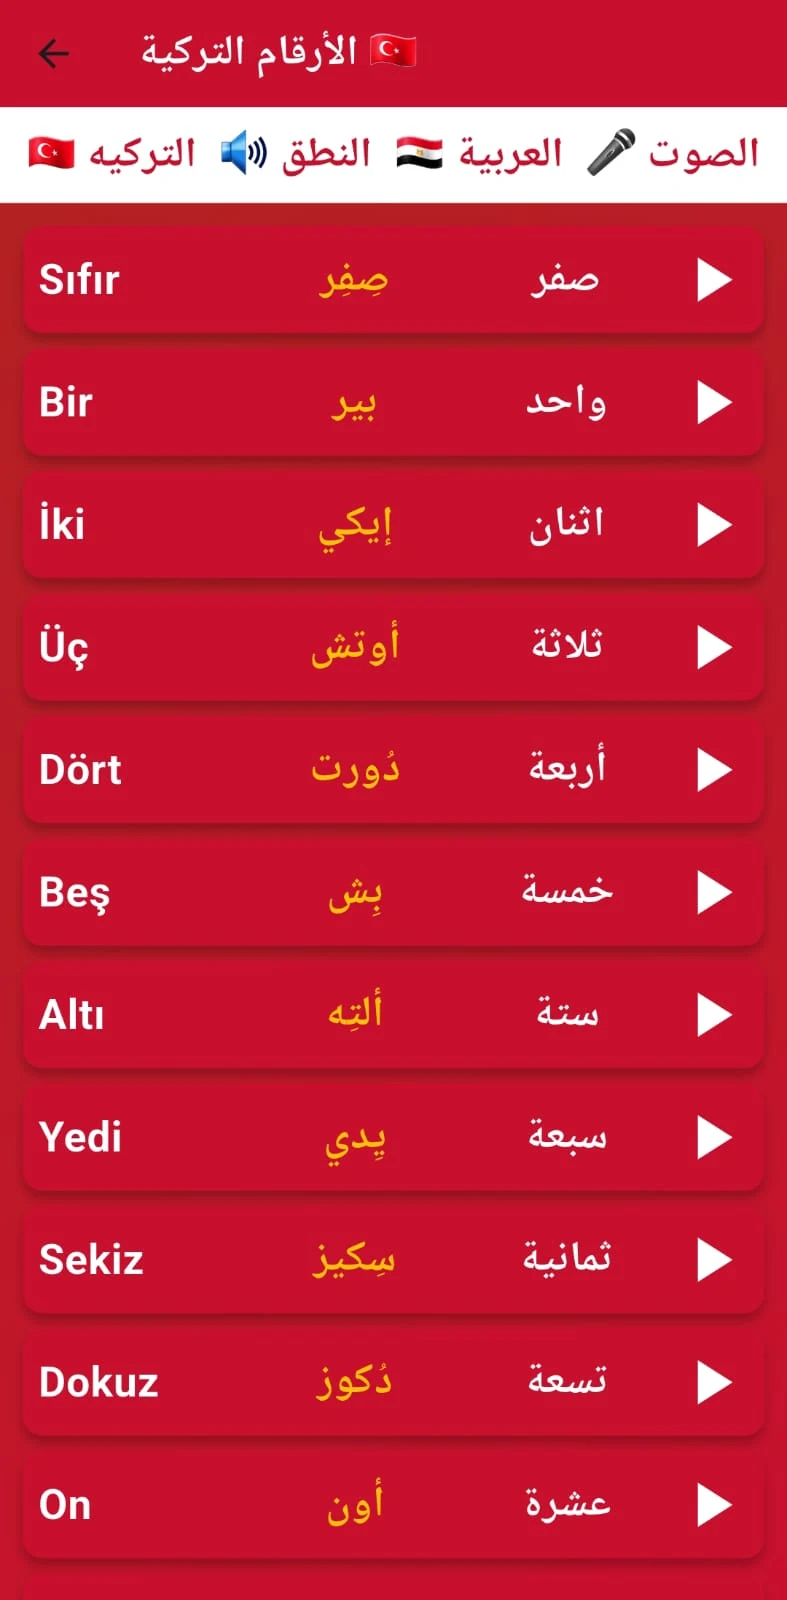 الأرقام التركية 🇹🇷
الصوت 🎤 العربية 🇪🇬 النطق 🔊 التركيه 🇹🇷
Sıfır صِفِر صفر
Bir بير واحد
İki إيكي اثنان
Üç أوتش ثلاثة
Dört دُورت أربعة
Beş بِش خمسة
Altı ألتِه ستة
Yedi يِدي سبعة
Sekiz سِكيز ثمانية
Dokuz دُكوز تسعة
On أون عشرة